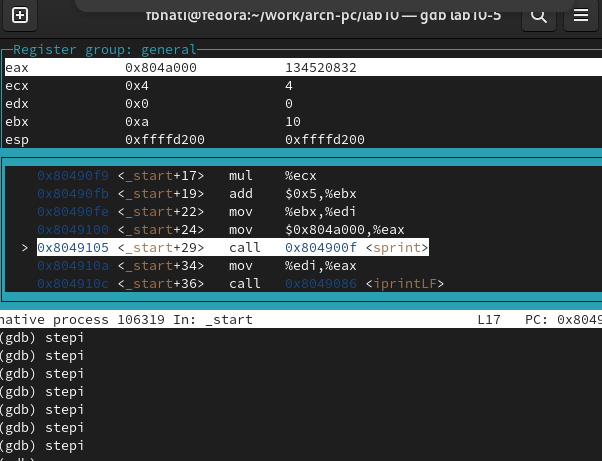 fbnati@fedora:~/work/arch-pc/lab10 — gdb lab10-5
Register group: general
eax 0x804a000 134520832
ecx 0x4 4
edx 0x0 0
ebx 0xa 10
esp 0xffffd200 0xffffd200
0x80490f9 <_start+17> mul %ecx
0x80490fb <_start+19> add $0x5,%ebx
0x80490fe <_start+22> mov %ebx,%edi
0x8049100 <_start+24> mov $0x804a000,%eax
> 0x8049105 <_start+29> call 0x804900f <sprint>
0x804910a <_start+34> mov %edi,%eax
0x804910c <_start+36> call 0x8049086 <iprintLF>
native process 106319 In: _start L17 PC: 0x8049
(gdb) stepi
(gdb) stepi
(gdb) stepi
(gdb) stepi
(gdb) stepi
(gdb) stepi
(gdb) stepi